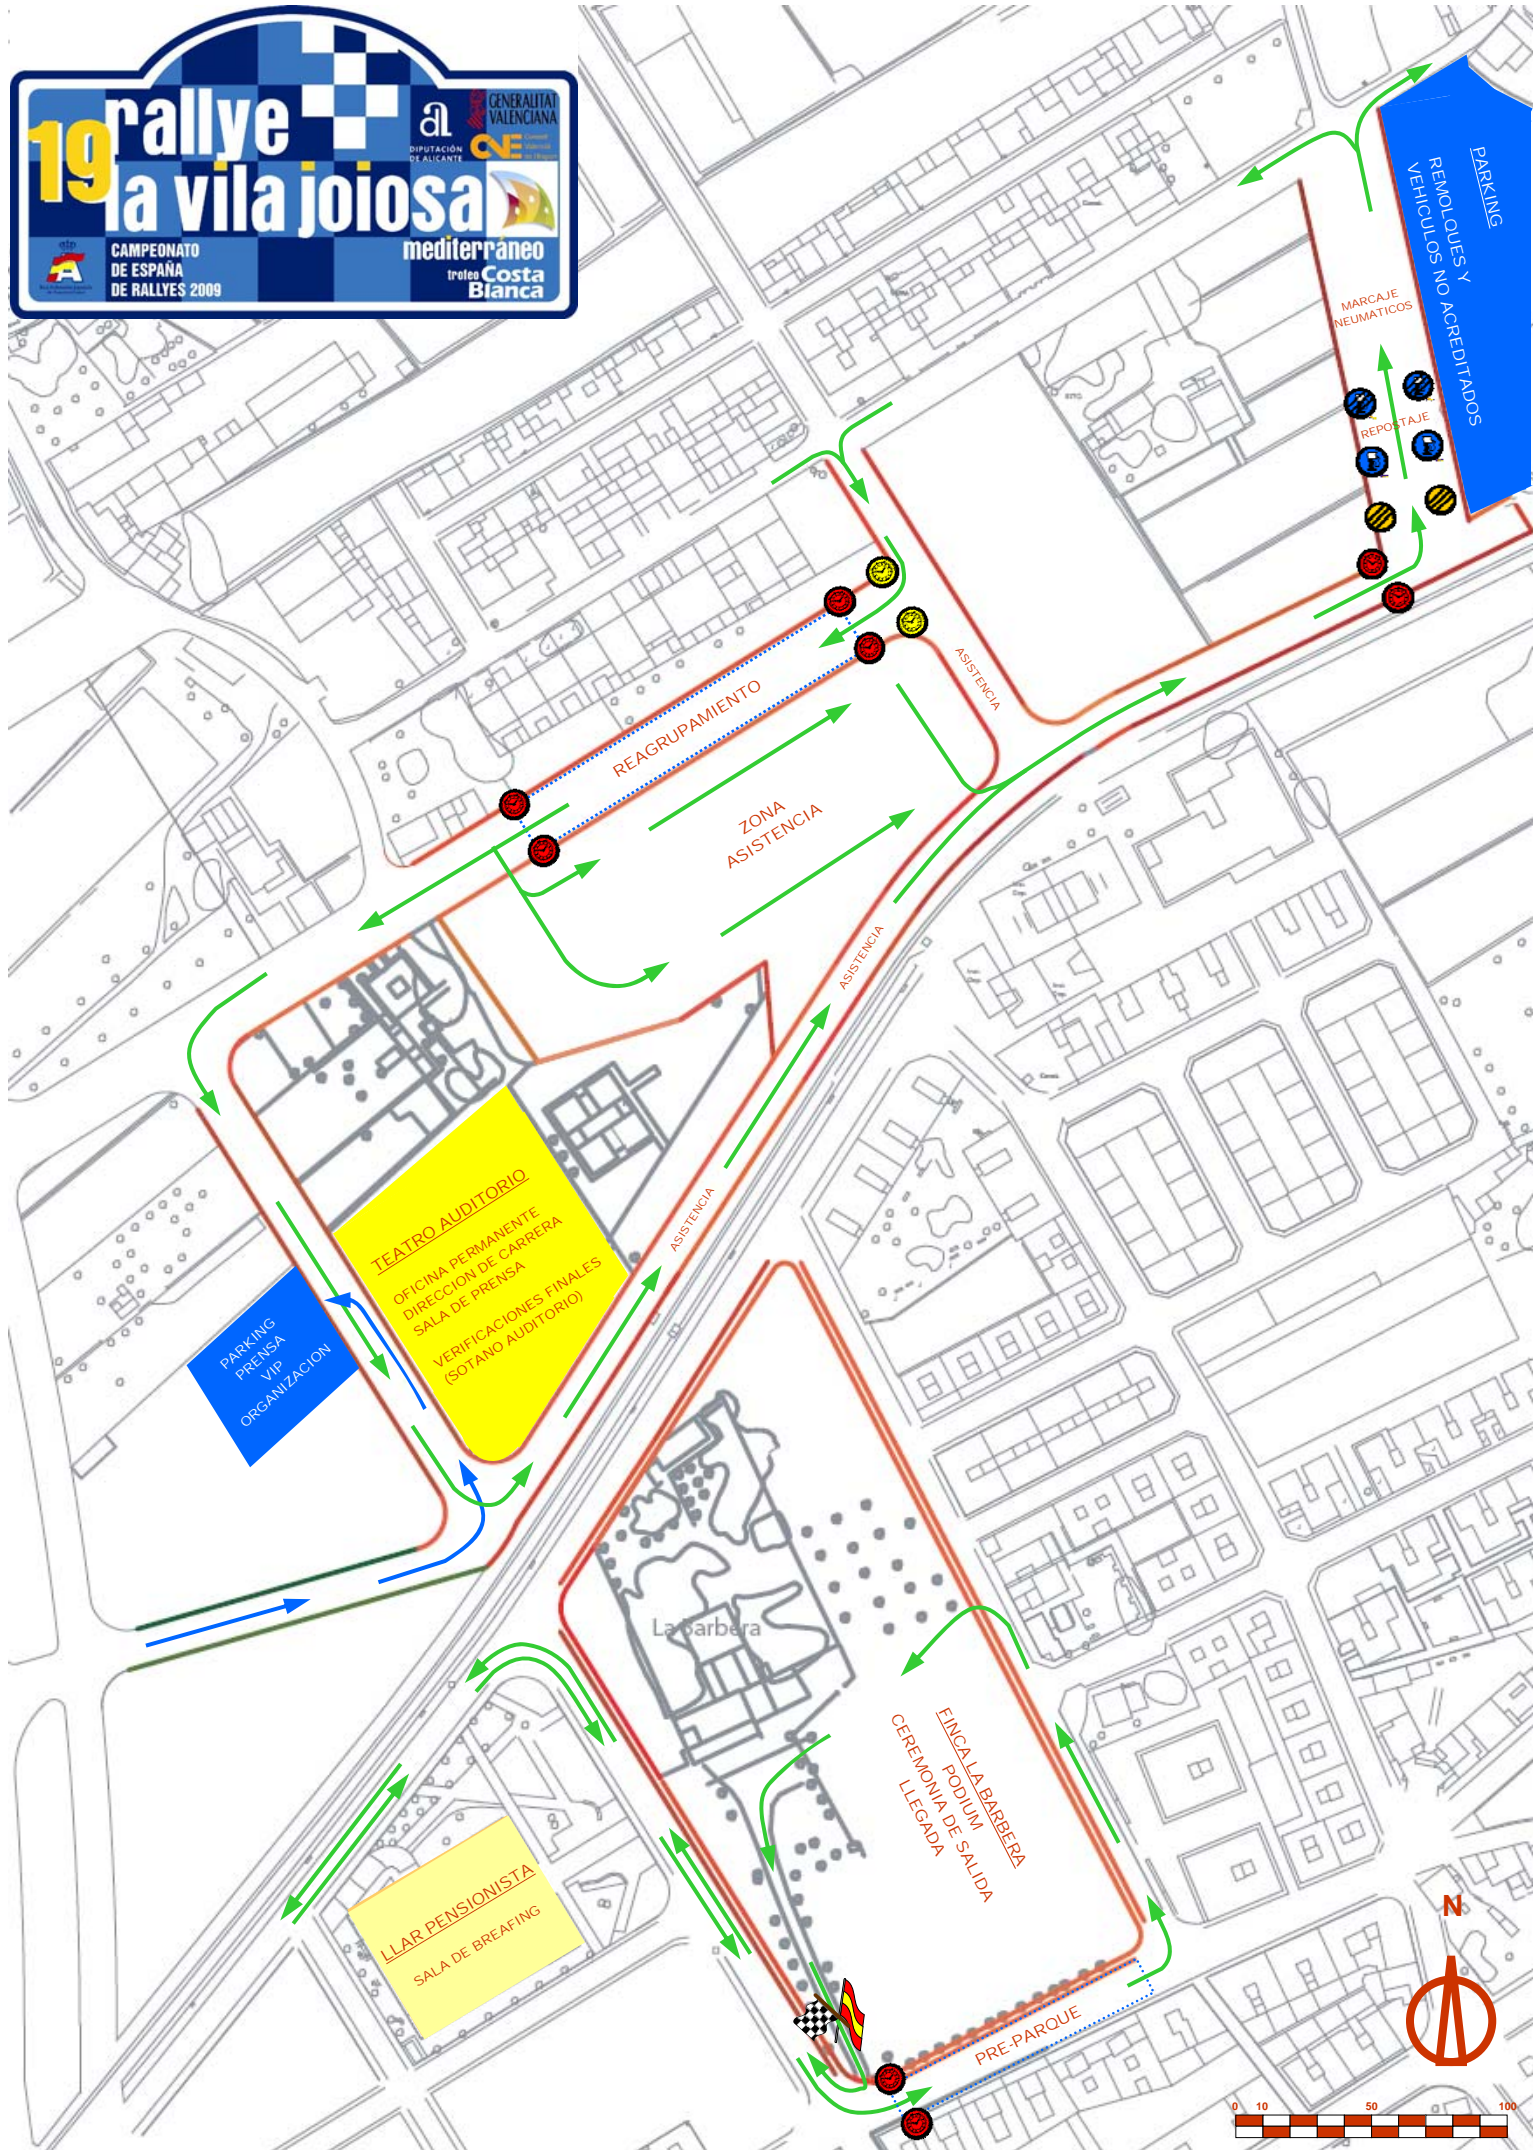 19
rallye
la vila joiosa
mediterráneo
trofeo Costa
Blanca
CAMPEONATO
DE ESPAÑA
DE RALLYES 2009
DIPUTACIÓN
DE ALICANTE
GENERALITAT
VALENCIANA
PARKING
REMOLQUES Y
VEHICULOS NO ACREDITADOS
MARCAJE
NEUMATICOS
REPOSTAJE
ASISTENCIA
REAGRUPAMIENTO
ZONA
ASISTENCIA
ASISTENCIA
ASISTENCIA
TEATRO AUDITORIO
OFICINA PERMANENTE
DIRECCION DE CARRERA
SALA DE PRENSA
VERIFICACIONES FINALES
(SOTANO AUDITORIO)
PARKING
PRENSA
VIP
ORGANIZACION
La Barbera
FINCA LA BARBERA
PODIUM
CEREMONIA DE SALIDA
LLEGADA
LLAR PENSIONISTA
SALA DE BREAFING
PRE-PARQUE
N
0 10 50 100